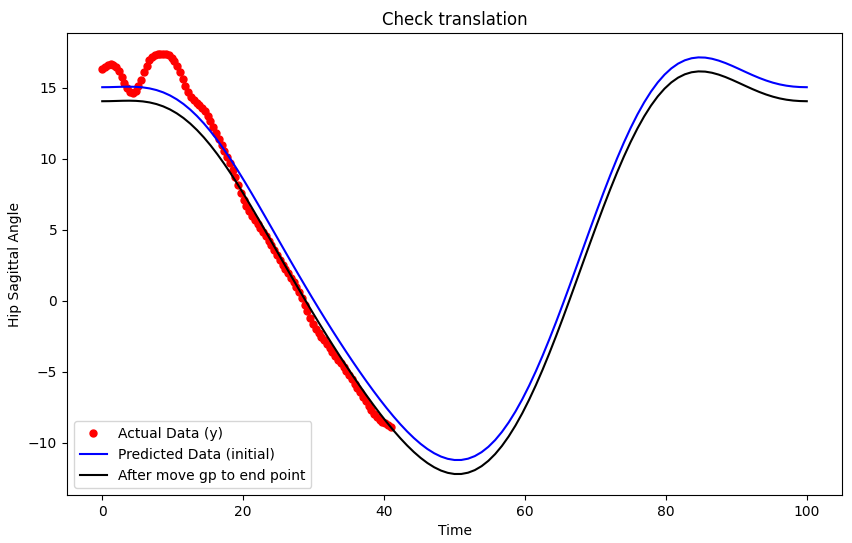 Check translation
Hip Sagittal Angle
15
10
5
0
−5
−10
0 20 40 60 80 100
Time
Actual Data (y)
Predicted Data (initial)
After move gp to end point